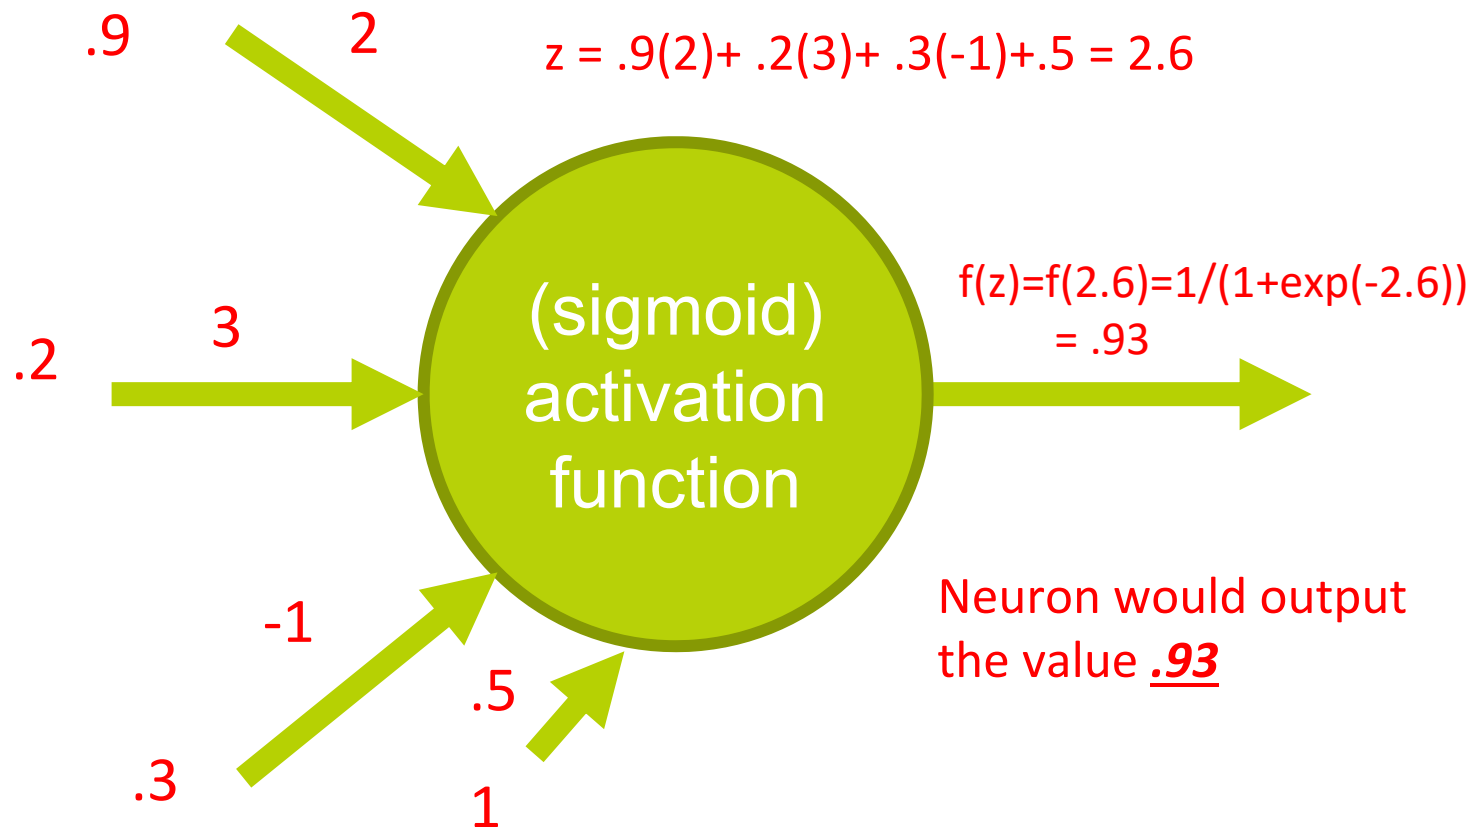 .9
2
z = .9(2)+ .2(3)+ .3(-1)+.5 = 2.6
.2
3
(sigmoid)
activation
function
f(z)=f(2.6)=1/(1+exp(-2.6))
= .93
-1
.3
.5
1
Neuron would output
the value .93